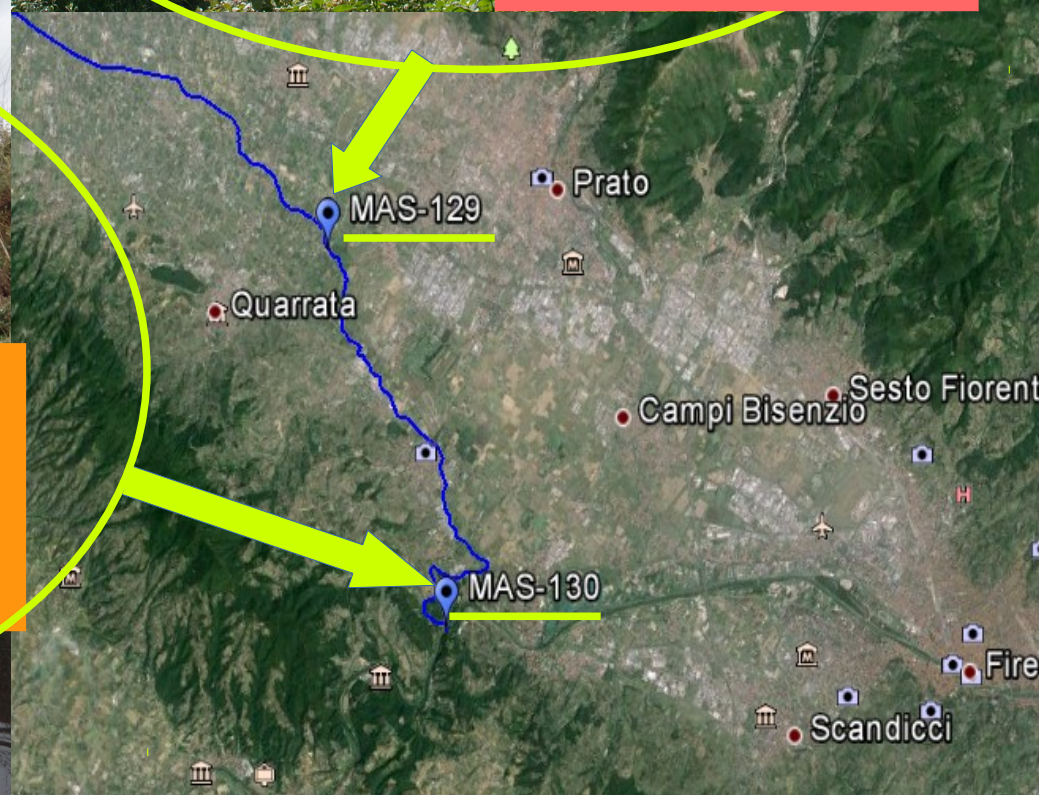 Prato
MAS-129
Quarrata
Sesto Fiorent
Campi Bisenzio
H
MAS-130
Fire
Scandicci